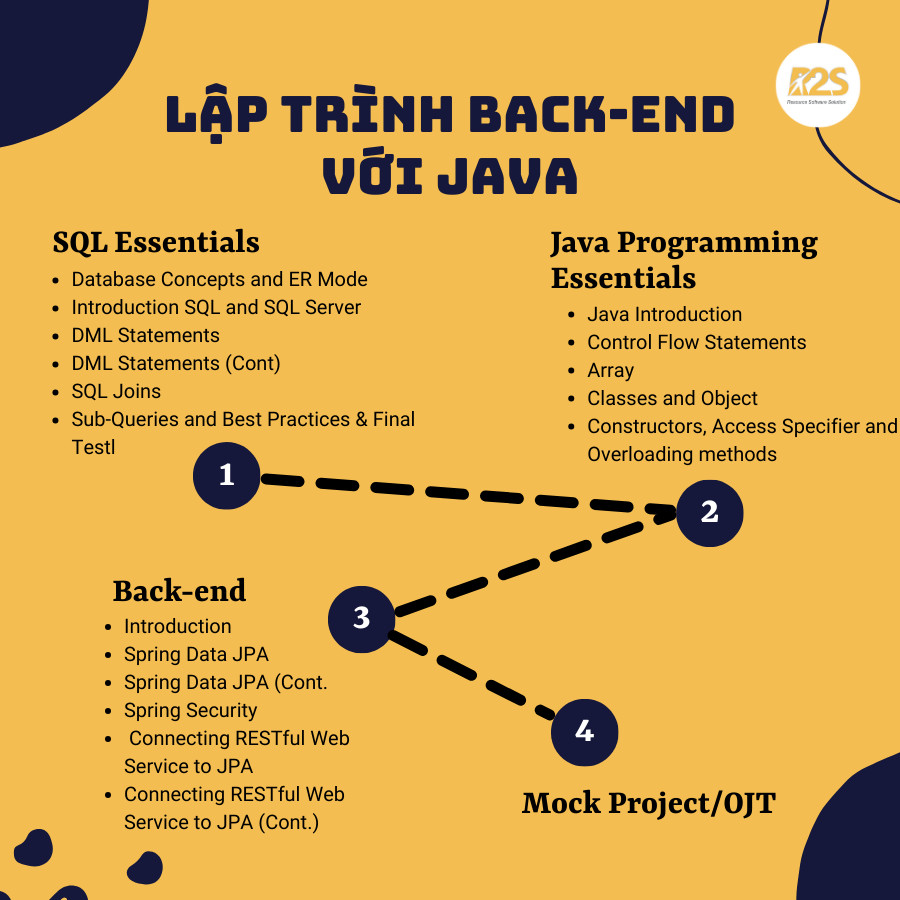 R2S
Resource Software Solution
LẬP TRÌNH BACK-END
VỚI JAVA
SQL Essentials
Database Concepts and ER Mode
Introduction SQL and SQL Server
DML Statements
DML Statements (Cont)
SQL Joins
Sub-Queries and Best Practices & Final
Testl
Java Programming
Essentials
Java Introduction
Control Flow Statements
Array
Classes and Object
Constructors, Access Specifier and
Overloading methods
1
2
Back-end
Introduction
Spring Data JPA
Spring Data JPA (Cont.
Spring Security
Connecting RESTful Web
Service to JPA
Connecting RESTful Web
Service to JPA (Cont.)
3
4
Mock Project/OJT